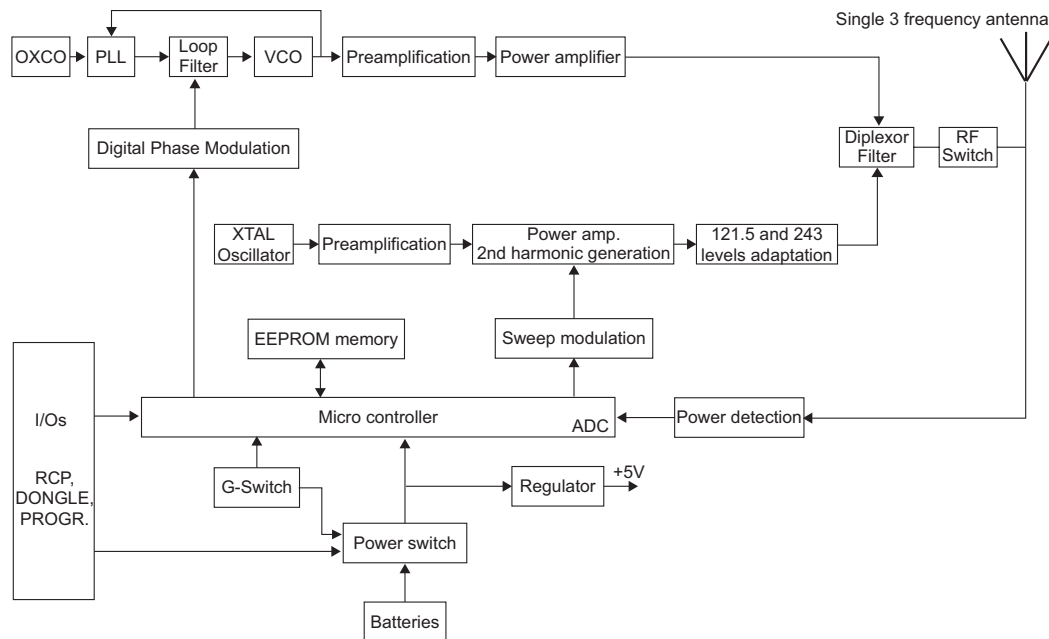 Single 3 frequency antenna
OXCO
PLL
Loop
Filter
VCO
Preamplification
Power amplifier
Digital Phase Modulation
Diplexor
Filter
RF
Switch
XTAL
Oscillator
Preamplification
Power amp.
2nd harmonic generation
121.5 and 243
levels adaptation
EEPROM memory
Sweep modulation
I/Os
RCP,
DONGLE,
PROGR.
Micro controller
ADC
Power detection
G-Switch
Regulator
+5V
Power switch
Batteries